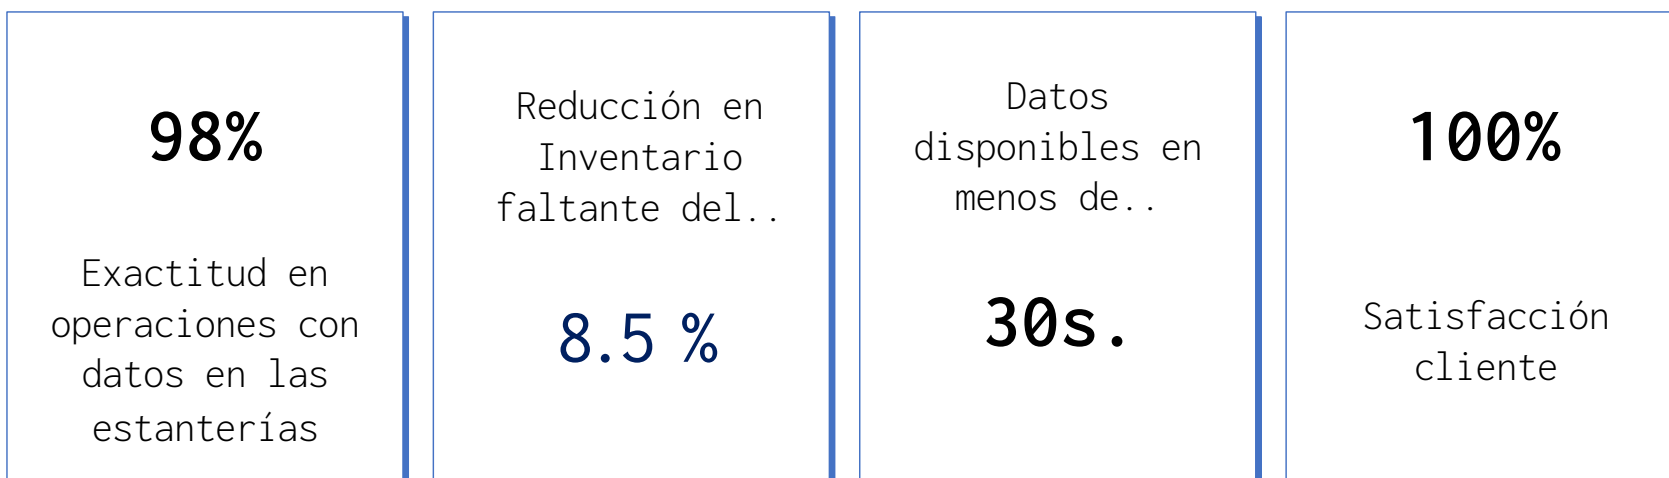 98%
Exactitud en
operaciones con
datos en las
estanterías
Reducción en
Inventario
faltante del..
8.5 %
Datos
disponibles en
menos de..
30s.
100%
Satisfacción
cliente